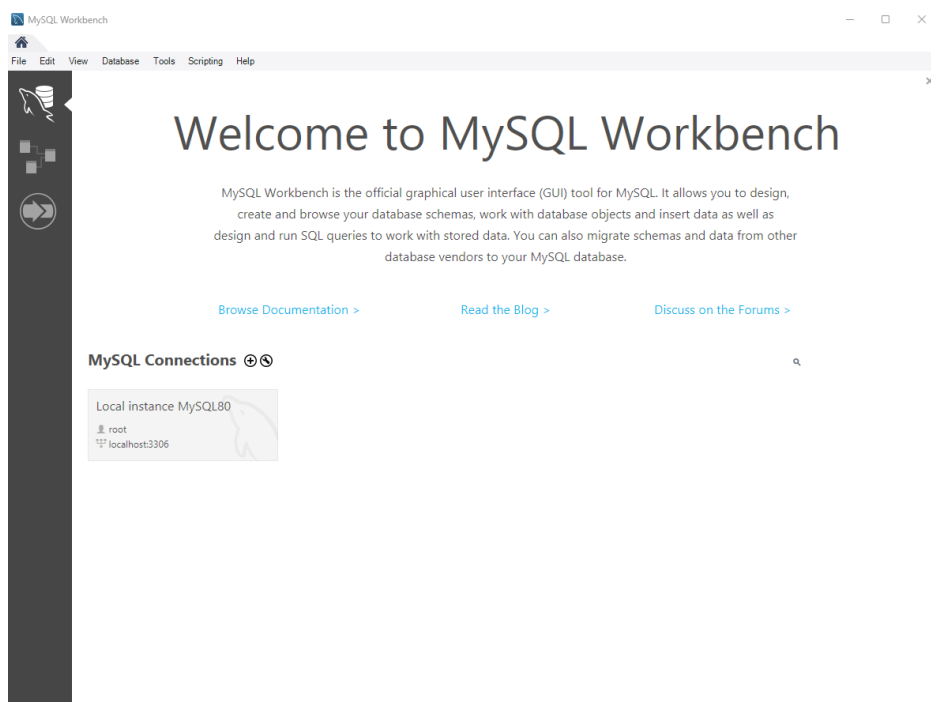 MySQL Workbench
File Edit View Database Tools Scripting Help
Welcome to MySQL Workbench
MySQL Workbench is the official graphical user interface (GUI) tool for MySQL. It allows you to design,
create and browse your database schemas, work with database objects and insert data as well as
design and run SQL queries to work with stored data. You can also migrate schemas and data from other
database vendors to your MySQL database.
Browse Documentation > Read the Blog > Discuss on the Forums >
MySQL Connections
Local instance MySQL80
root
localhost:3306